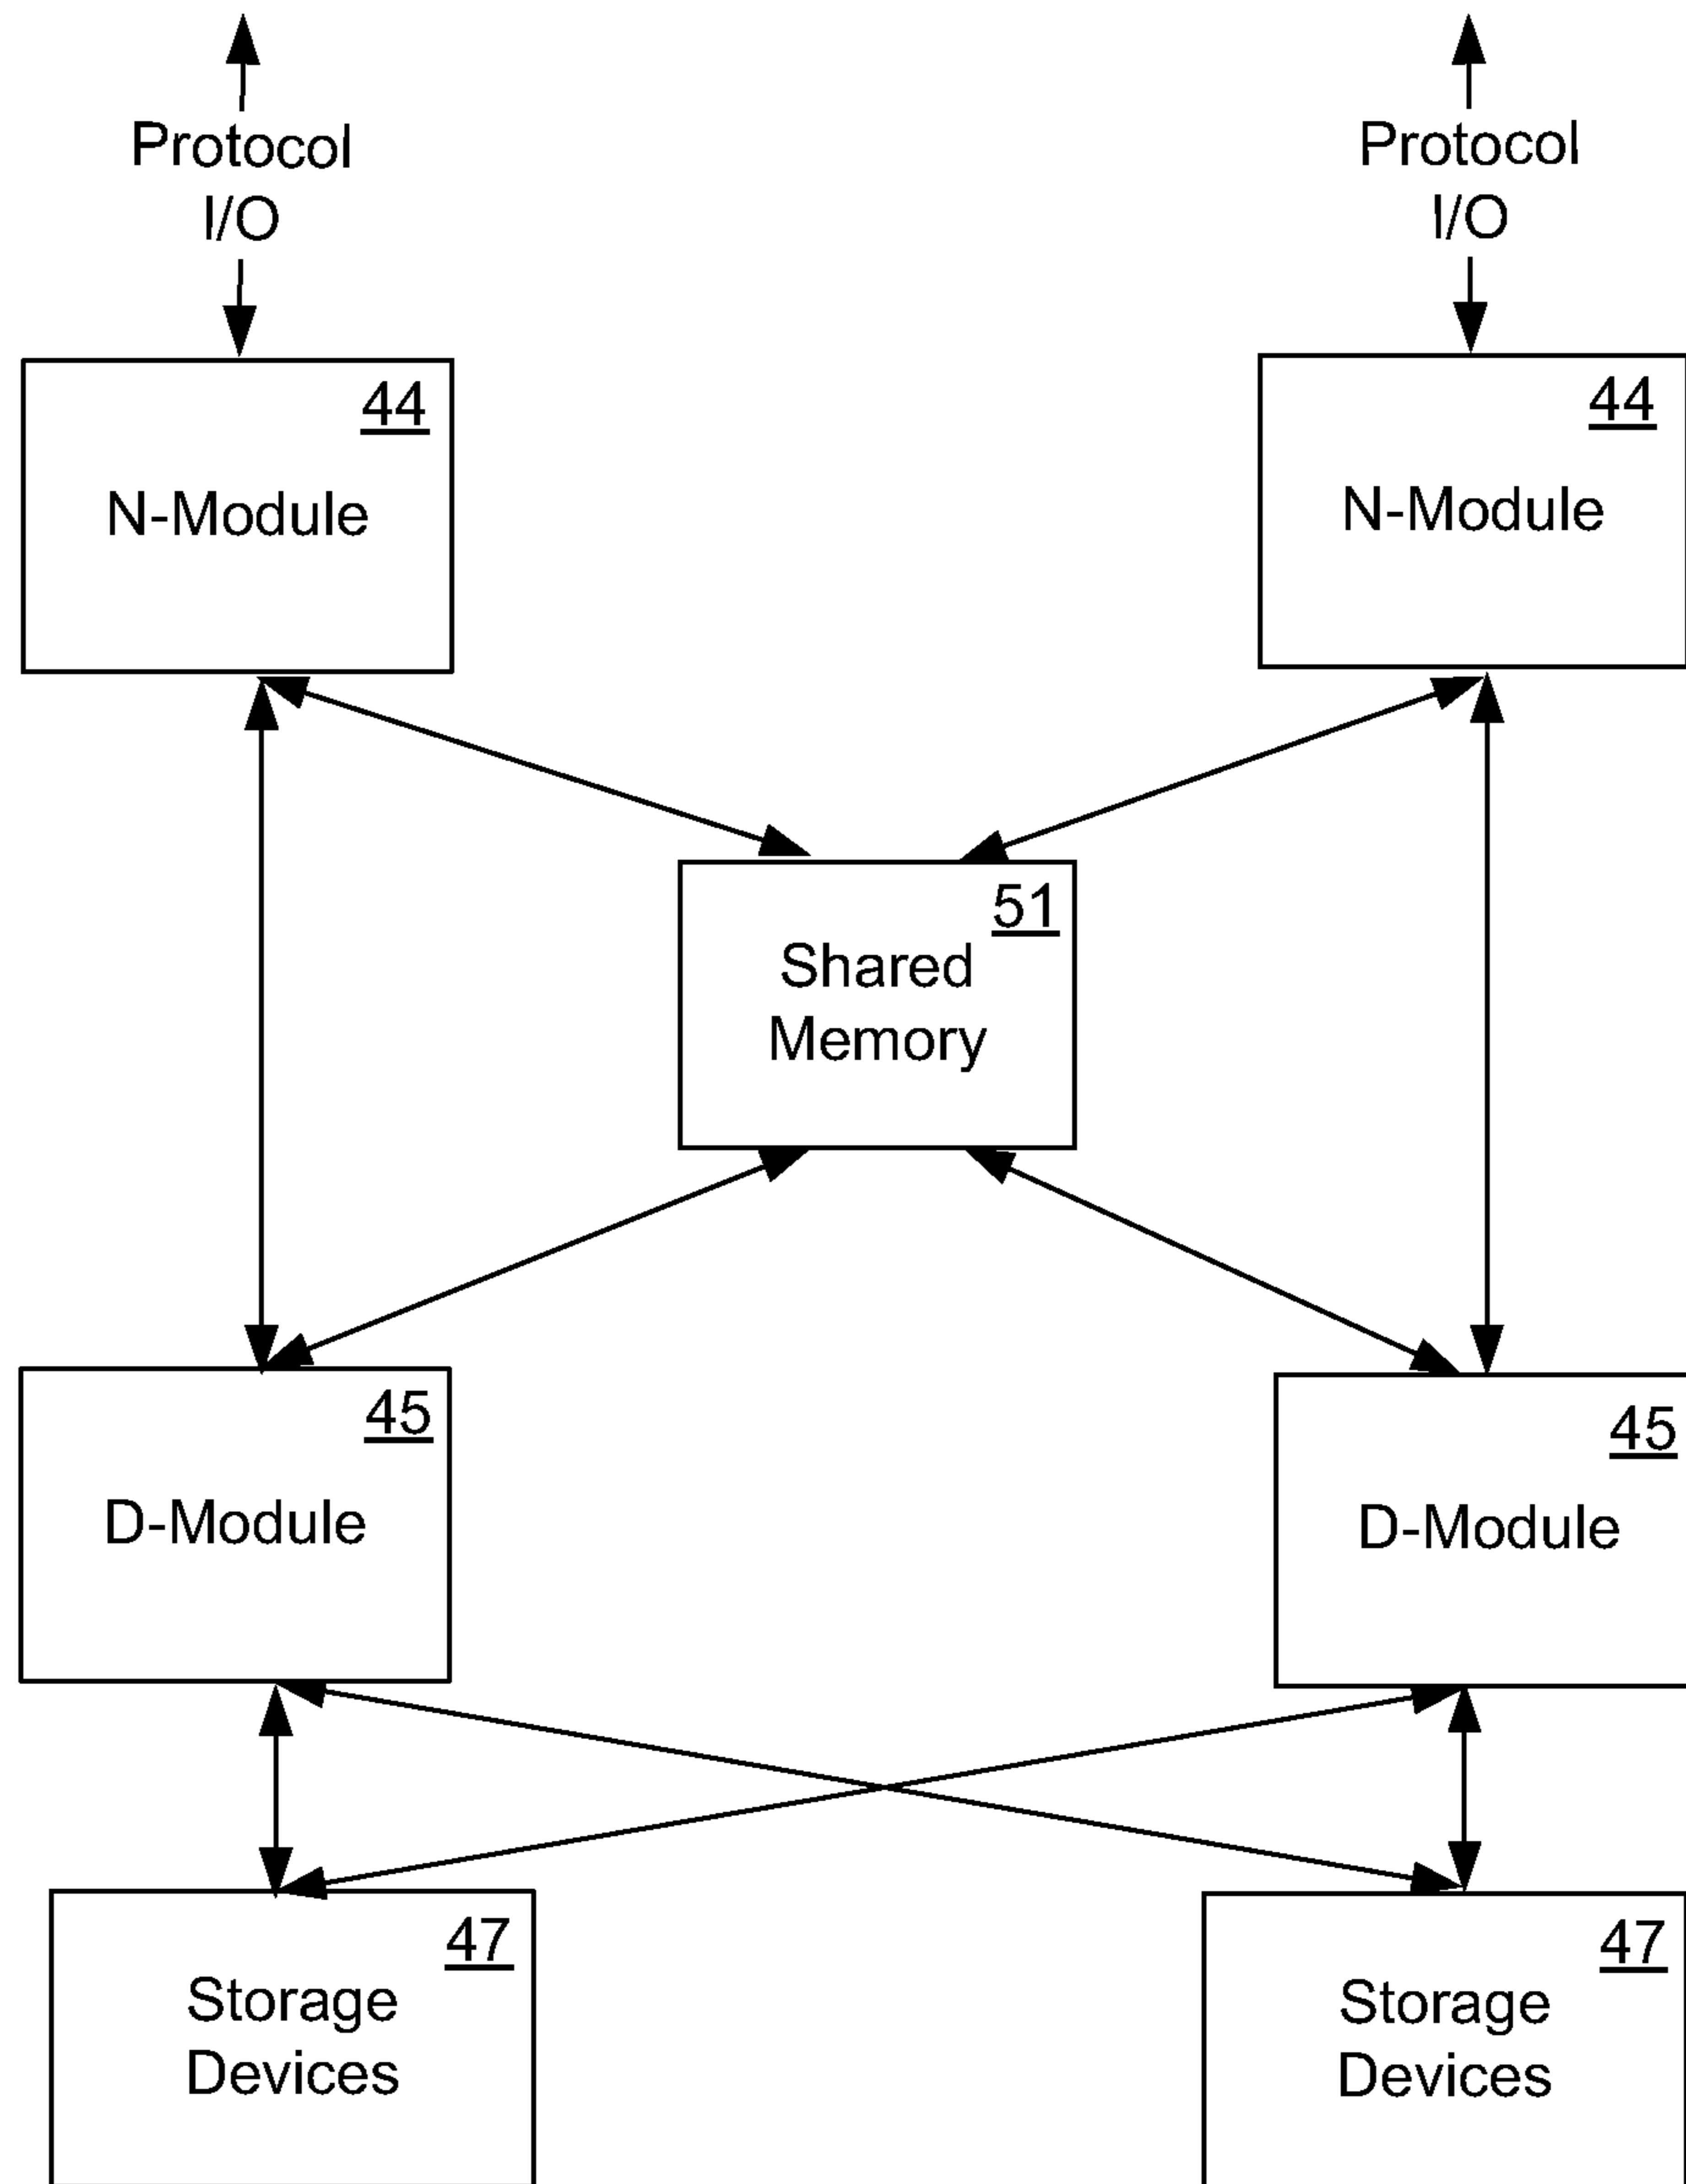 Protocol
I/O
Protocol
I/O
44
N-Module
44
N-Module
51
Shared
Memory
45
D-Module
45
D-Module
47
Storage
Devices
47
Storage
Devices